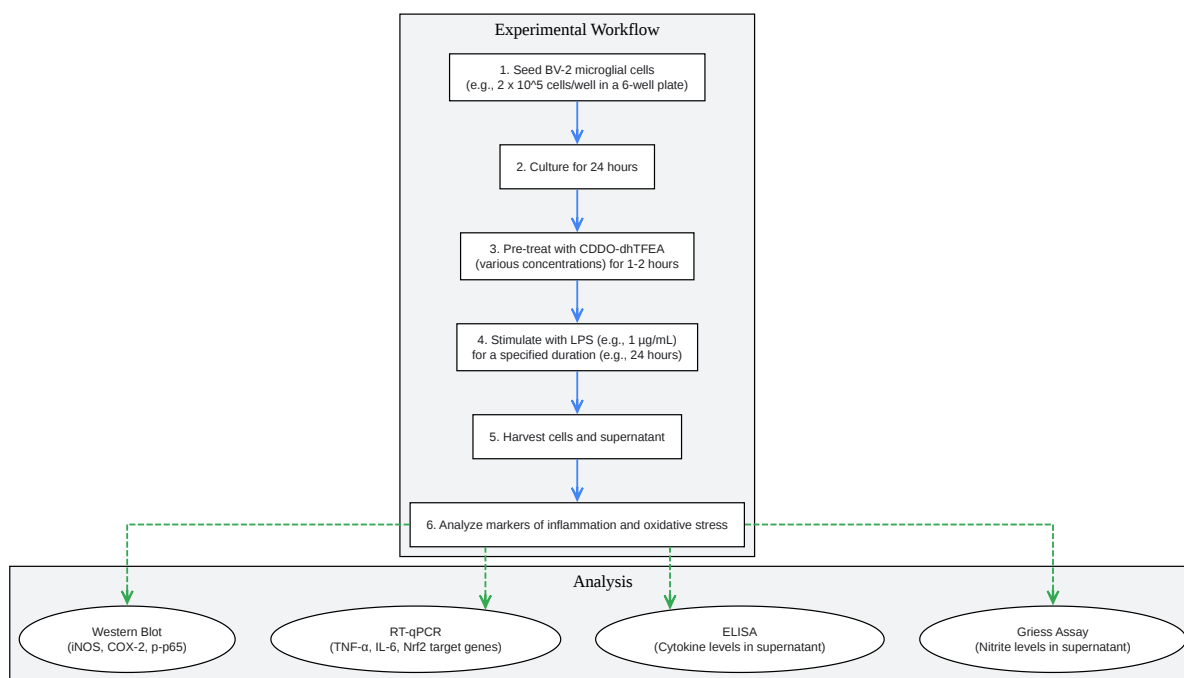 Experimental Workflow
1. Seed BV-2 microglial cells
(e.g., 2 x 10^5 cells/well in a 6-well plate)
2. Culture for 24 hours
3. Pre-treat with CDDO-dhTFEA
(various concentrations) for 1-2 hours
4. Stimulate with LPS (e.g., 1 µg/mL)
for a specified duration (e.g., 24 hours)
5. Harvest cells and supernatant
6. Analyze markers of inflammation and oxidative stress
Analysis
Western Blot
(iNOS, COX-2, p-p65)
RT-qPCR
(TNF-α, IL-6, Nrf2 target genes)
ELISA
(Cytokine levels in supernatant)
Griess Assay
(Nitrite levels in supernatant)